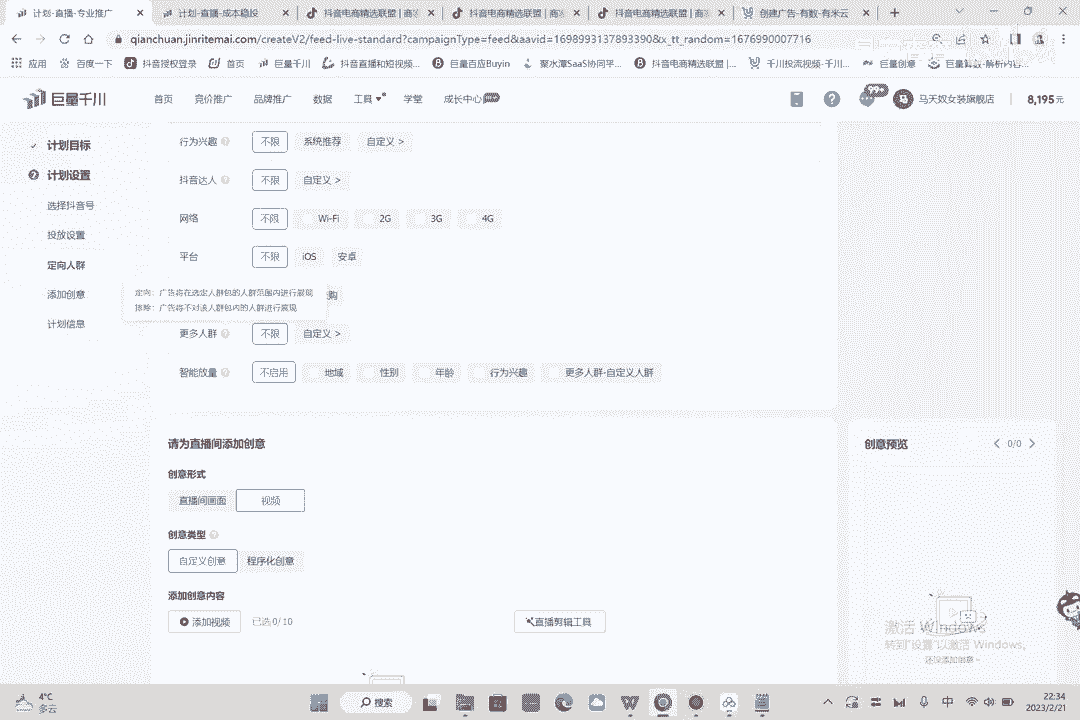 计划-直播-专业推广
计划-直播-成本稳投
抖音电商精选联盟 | 商
抖音电商精选联盟 | 商
抖音电商精选联盟 | 商
创建广告-有数-有米云
qianchuan.jinritemai.com/createV2/feed-live-standard?campaignType=feed&aavid=1698993137893390&x_tt_random=1676990007716
应用 百度一下 抖音授权登录 首页 巨量千川 抖音直播和短视频... 巨量百应Buyin 聚水潭SaaS协同平... 抖音电商精选联盟 |... 千川投流视频-千川... 巨量创意 巨量算数-解析内容...
巨量千川 首页 竞价推广 品牌推广 数据 工具 学堂 成长中心 99+ 马天奴女装旗舰店 8,195元
计划目标
计划设置
选择抖音号
投放设置
定向人群
添加创意
计划信息
行为兴趣 不限 系统推荐 自定义 >
抖音达人 不限 自定义 >
网络 不限 Wi-Fi 2G 3G 4G
平台 不限 iOS 安卓
定向：广告将在选定人群包的人群范围内进行展现
排除：广告将不对该人群包内的人群进行展现
购
更多人群 不限 自定义 >
智能放量 不启用 地域 性别 年龄 行为兴趣 更多人群-自定义人群
请为直播间添加创意
创意形式
直播间画面 视频
创意类型
自定义创意 程序化创意
添加创意内容
添加视频 已选 0/10 直播剪辑工具
创意预览 0/0
还没添加创意~
激活 Windows
转到"设置"以激活 Windows。
4°C
多云
搜索
中
22:34
2023/2/21